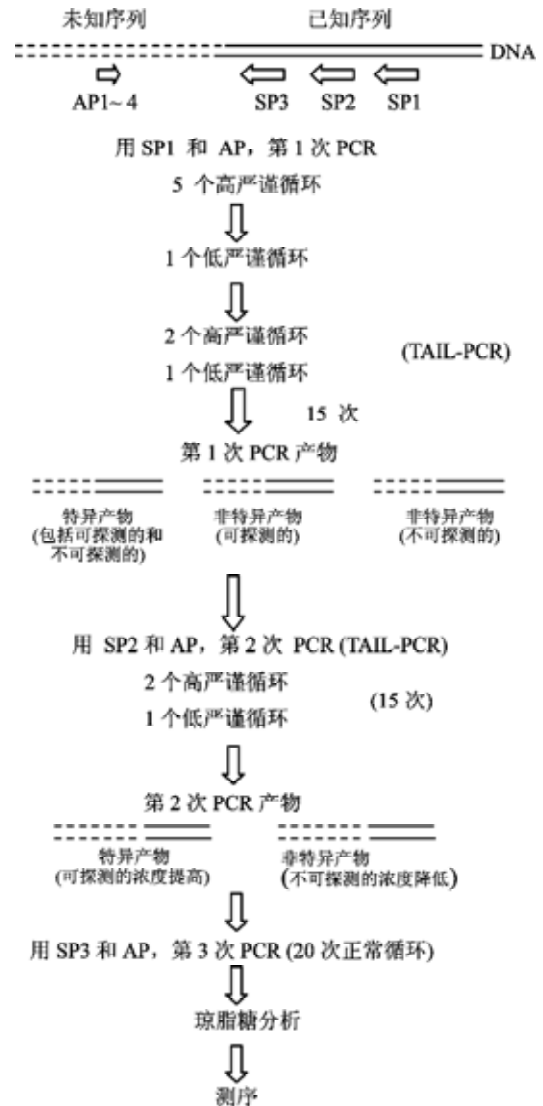 未知序列 已知序列
DNA
AP1~4 SP3 SP2 SP1
用 SP1 和 AP，第 1 次 PCR
5 个高严谨循环
1 个低严谨循环
2 个高严谨循环
(TAIL-PCR)
1 个低严谨循环
15 次
第 1 次 PCR 产物
特异产物 非特异产物 非特异产物
(包括可探测的和 (可探测的) (不可探测的)
不可探测的)
用 SP2 和 AP，第 2 次 PCR (TAIL-PCR)
2 个高严谨循环
(15 次)
1 个低严谨循环
第 2 次 PCR 产物
特异产物 非特异产物
(可探测的浓度提高) (不可探测的浓度降低)
用 SP3 和 AP，第 3 次 PCR (20 次正常循环)
琼脂糖分析
测序